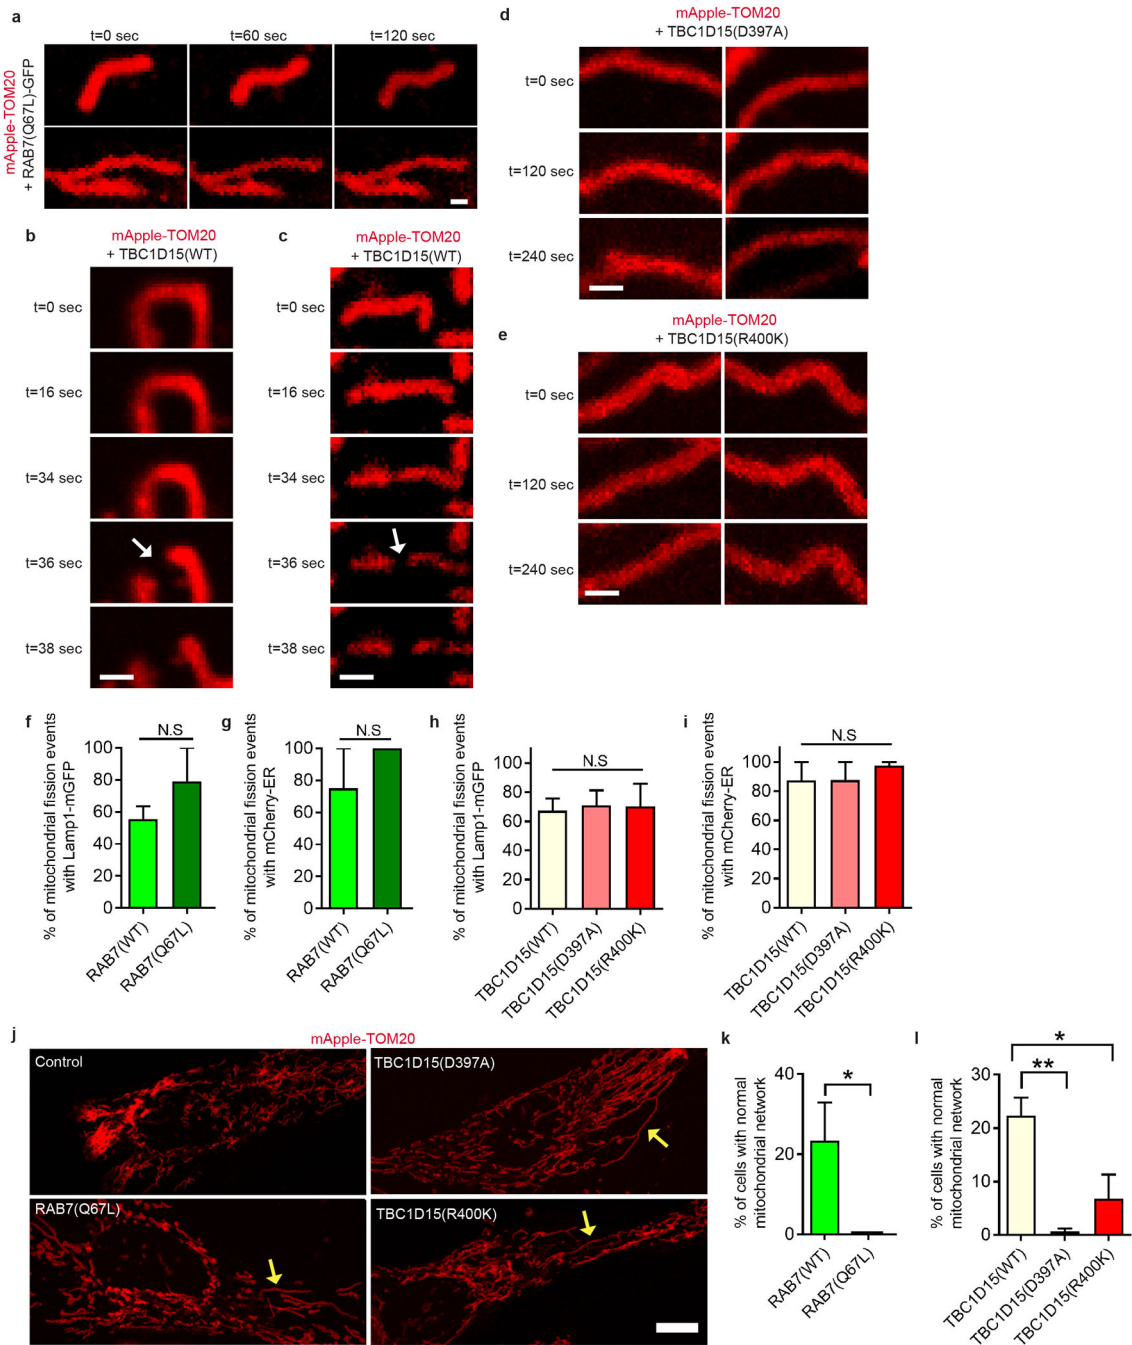 a
t=0 sec t=60 sec t=120 sec
mApple-TOM20
+ RAB7(Q67L)-GFP
b
mApple-TOM20
+ TBC1D15(WT)
t=0 sec
t=16 sec
t=34 sec
t=36 sec
t=38 sec
c
mApple-TOM20
+ TBC1D15(WT)
t=0 sec
t=16 sec
t=34 sec
t=36 sec
t=38 sec
d
mApple-TOM20
+ TBC1D15(D397A)
t=0 sec
t=120 sec
t=240 sec
e
mApple-TOM20
+ TBC1D15(R400K)
t=0 sec
t=120 sec
t=240 sec
f
% of mitochondrial fission events
with Lamp1-mGFP
N.S
100
80
60
40
20
0
RAB7(WT)
RAB7(Q67L)
g
% of mitochondrial fission events
with mCherry-ER
N.S
100
80
60
40
20
0
RAB7(WT)
RAB7(Q67L)
h
% of mitochondrial fission events
with Lamp1-mGFP
N.S
100
80
60
40
20
0
TBC1D15(WT)
TBC1D15(D397A)
TBC1D15(R400K)
i
% of mitochondrial fission events
with mCherry-ER
N.S
100
80
60
40
20
0
TBC1D15(WT)
TBC1D15(D397A)
TBC1D15(R400K)
j
mApple-TOM20
Control
TBC1D15(D397A)
RAB7(Q67L)
TBC1D15(R400K)
k
% of cells with normal
mitochondrial network
*
40
20
0
RAB7(WT)
RAB7(Q67L)
l
% of cells with normal
mitochondrial network
*
**
30
20
10
0
TBC1D15(WT)
TBC1D15(D397A)
TBC1D15(R400K)